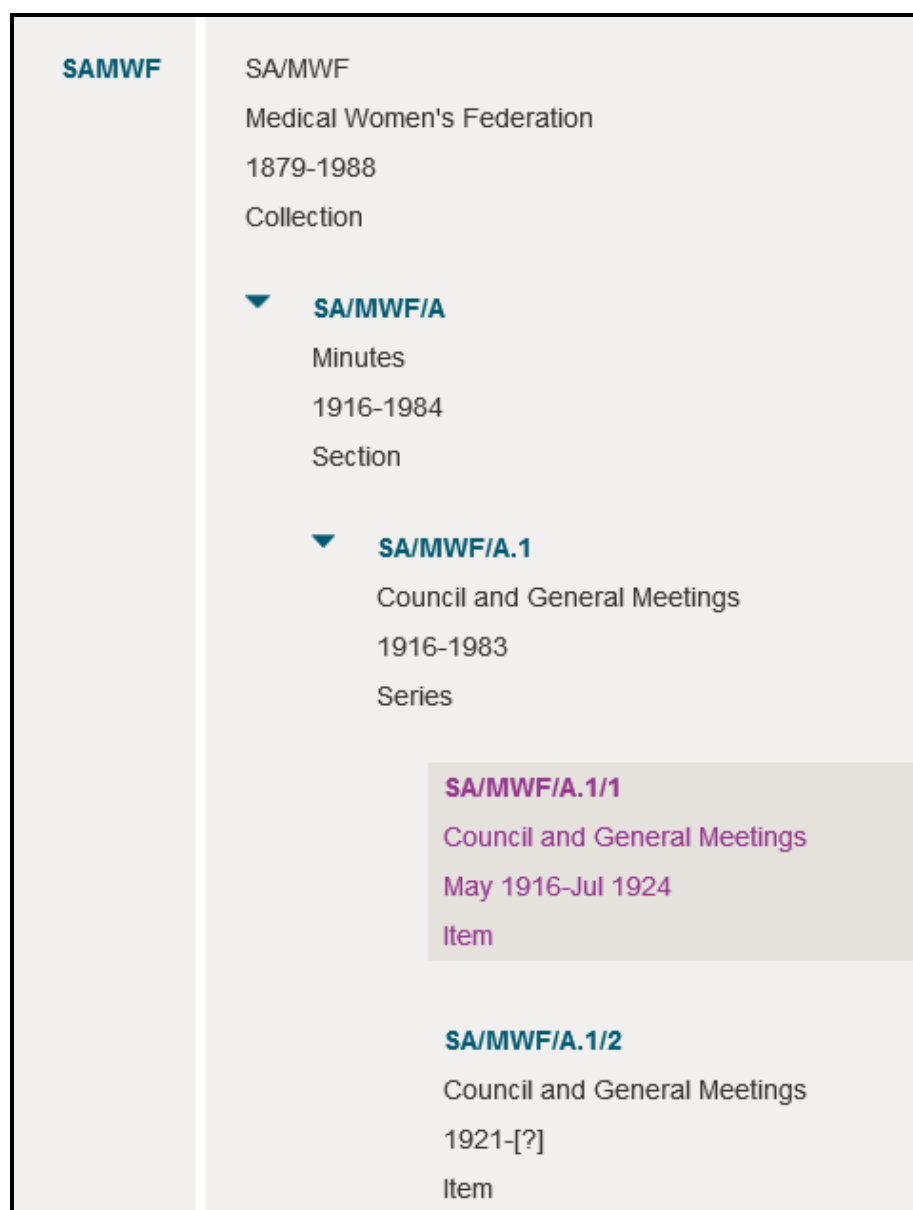 SAMWF
SA/MWF
Medical Women's Federation
1879-1988
Collection
SA/MWF/A
Minutes
1916-1984
Section
SA/MWF/A.1
Council and General Meetings
1916-1983
Series
SA/MWF/A.1/1
Council and General Meetings
May 1916-Jul 1924
Item
SA/MWF/A.1/2
Council and General Meetings
1921-[?]
Item